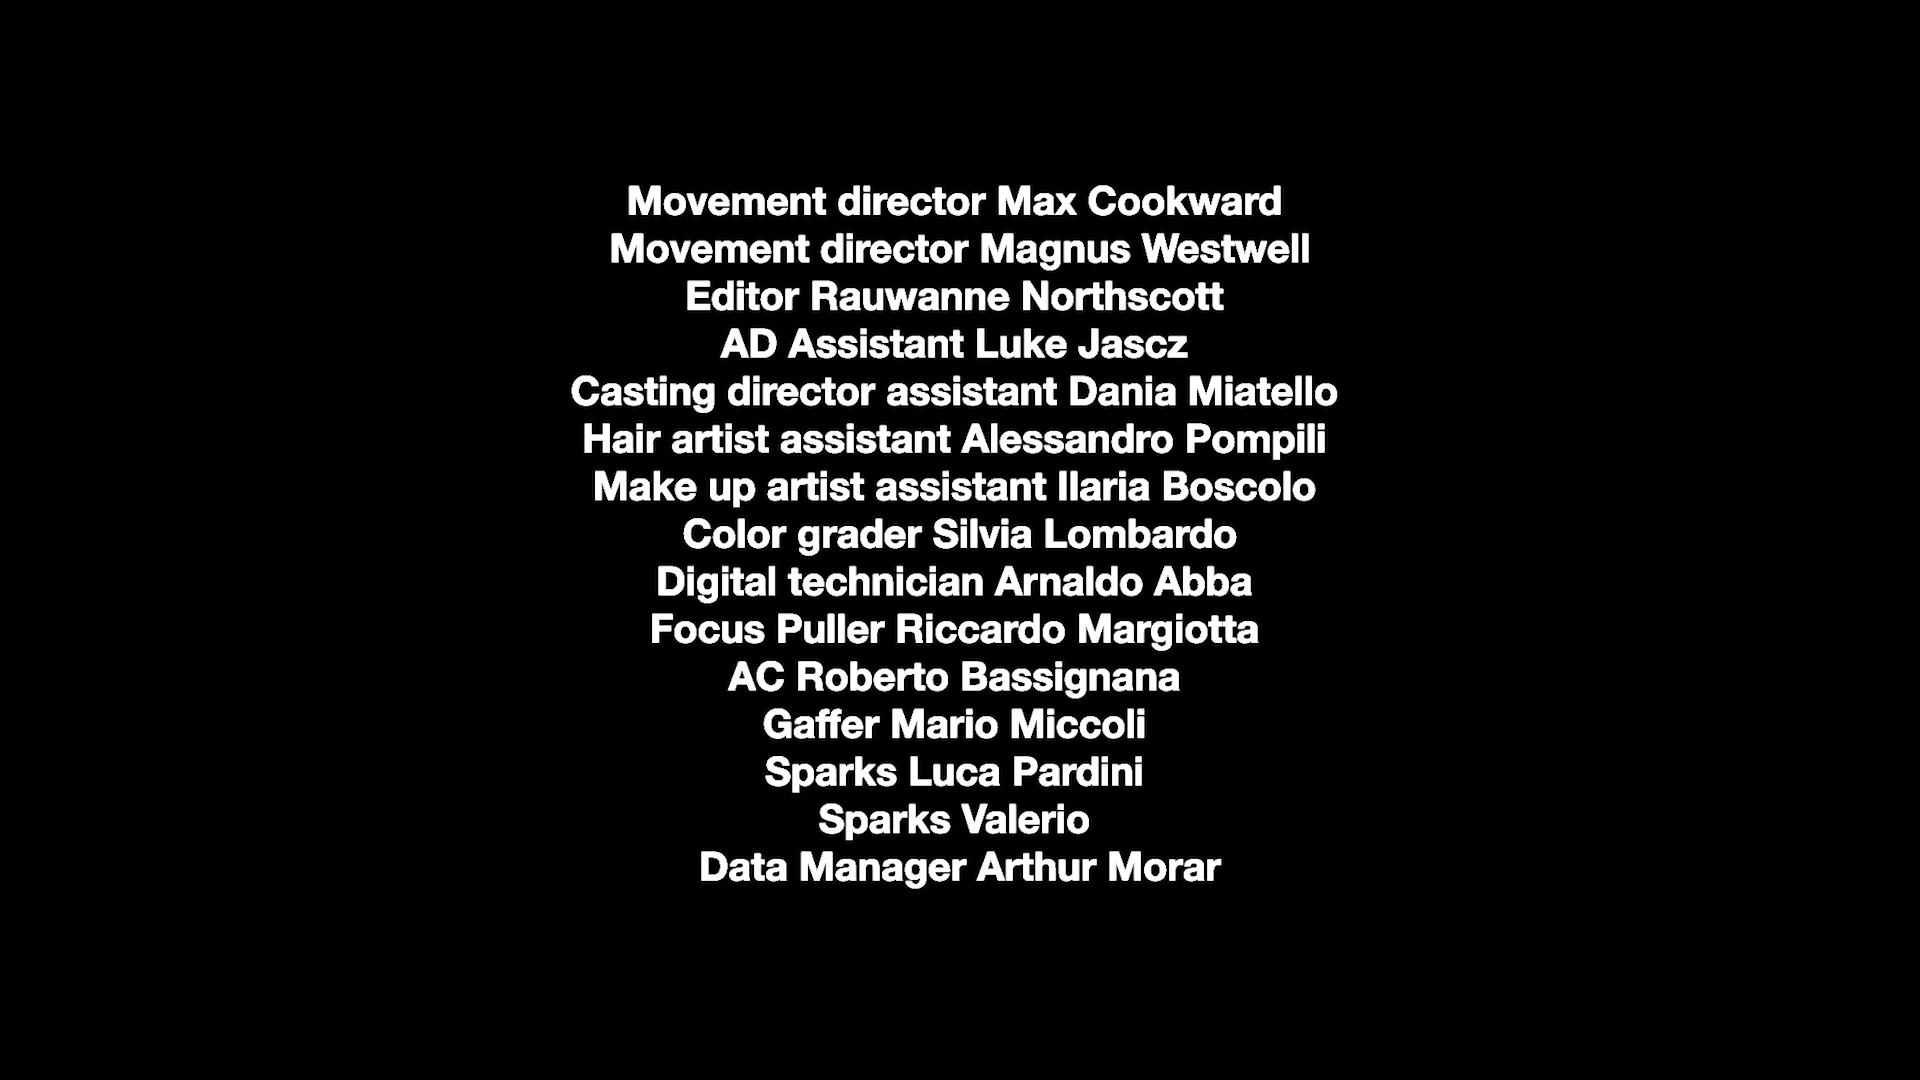 Movement director Max Cookward
Movement director Magnus Westwell
Editor Rauwanne Northscott
AD Assistant Luke Jascz
Casting director assistant Dania Miatello
Hair artist assistant Alessandro Pompili
Make up artist assistant Ilaria Boscolo
Color grader Silvia Lombardo
Digital technician Arnaldo Abba
Focus Puller Riccardo Margiotta
AC Roberto Bassignana
Gaffer Mario Miccoli
Sparks Luca Pardini
Sparks Valerio
Data Manager Arthur Morar